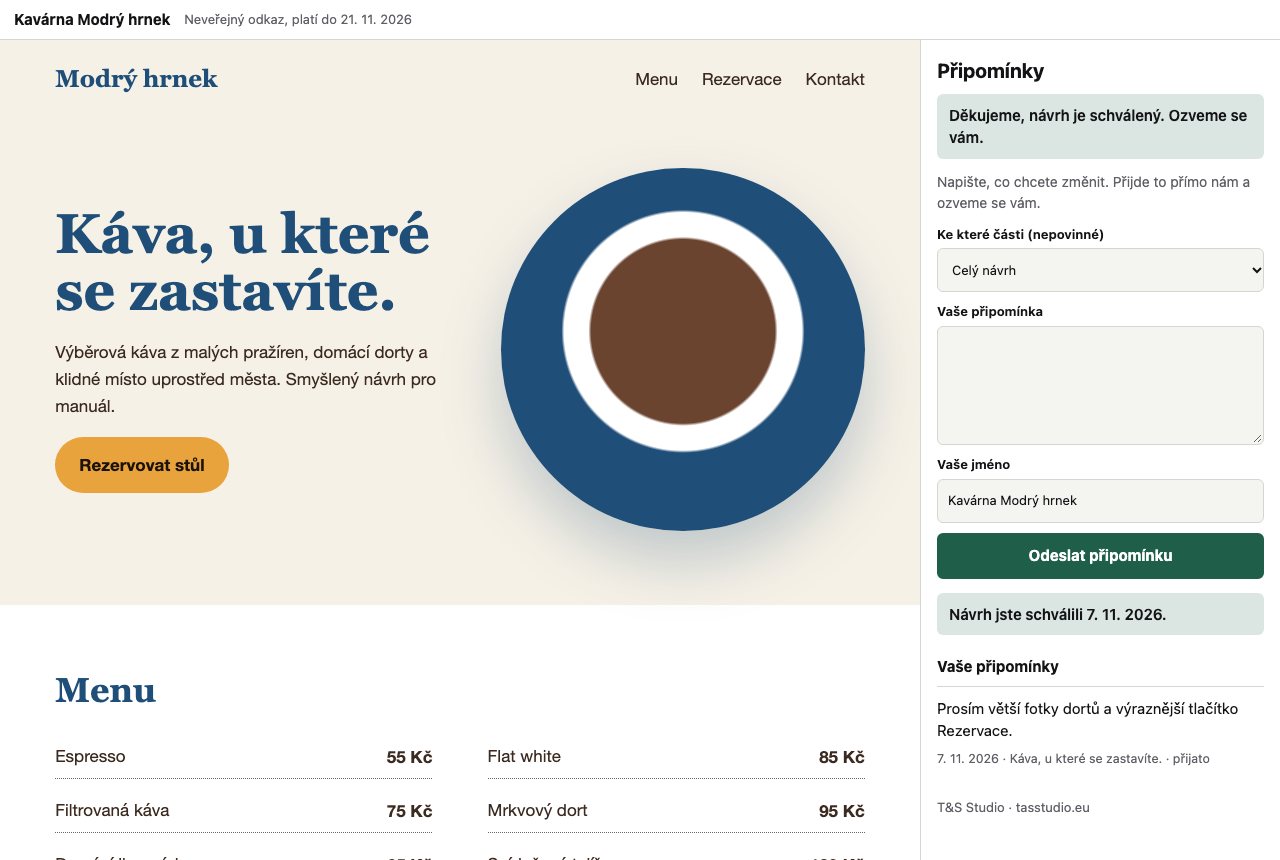 Kavárna Modrý hrnek Neveřejný odkaz, platí do 21. 11. 2026
Modrý hrnek
Menu Rezervace Kontakt
Káva, u které
se zastavíte.
Výběrová káva z malých pražíren, domácí dorty a
klidné místo uprostřed města. Smyšlený návrh pro
manuál.
Rezervovat stůl
Menu
Espresso 55 Kč
Flat white 85 Kč
Filtrovaná káva 75 Kč
Mrkvový dort 95 Kč
Připomínky
Děkujeme, návrh je schválený. Ozveme se
vám.
Napište, co chcete změnit. Přijde to přímo nám a
ozveme se vám.
Ke které části (nepovinné)
Celý návrh
Vaše připomínka
Vaše jméno
Kavárna Modrý hrnek
Odeslat připomínku
Návrh jste schválili 7. 11. 2026.
Vaše připomínky
Prosím větší fotky dortů a výraznější tlačítko
Rezervace.
7. 11. 2026 · Káva, u které se zastavíte. · přijato
T&S Studio · tasstudio.eu